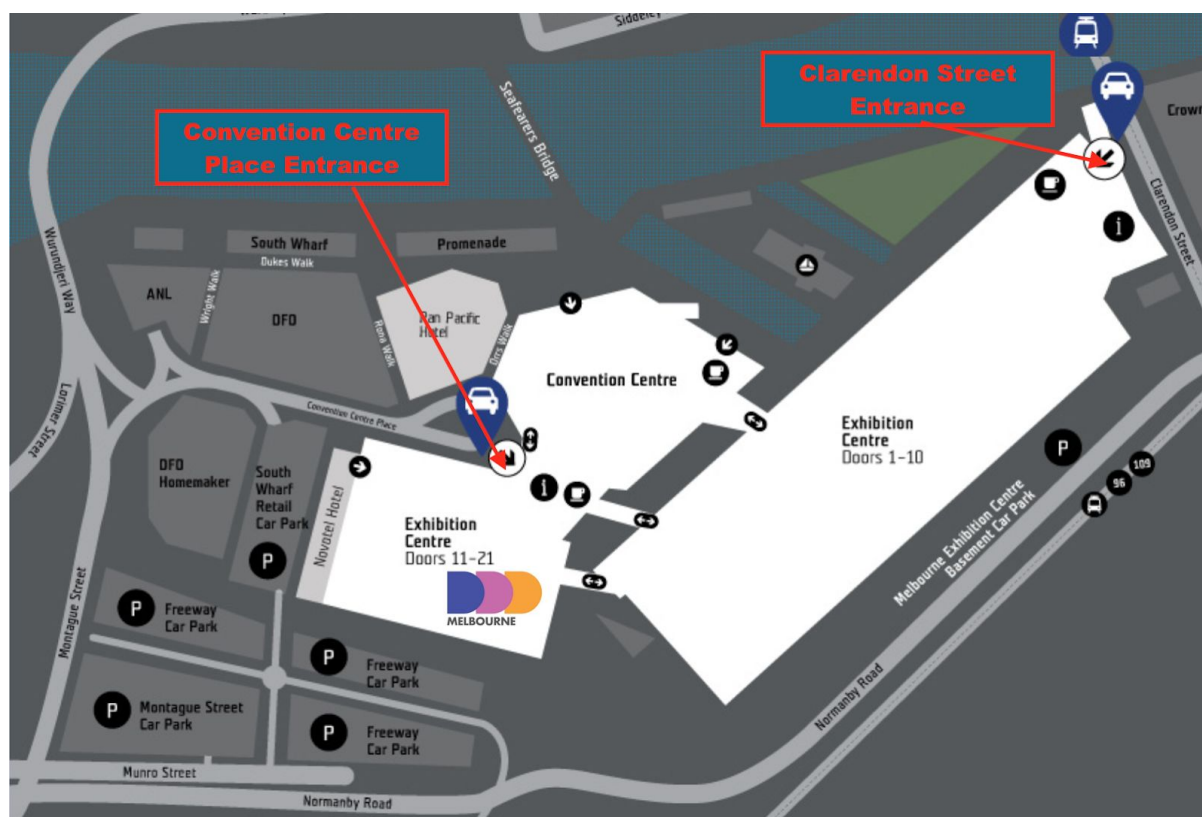 Siddeley
Clarendon Street
Entrance
Convention Centre
Place Entrance
Seafarers Bridge
Crown
Clarendon Street
i
Wurundjeri Way
South Wharf
Promenade
Dukes Walk
ANL
Wright Walk
DFO
Rona Walk
Pan Pacific
Hotel
Orrs Walk
Convention Centre
Convention Centre Place
Lorimer Street
Exhibition
Centre
Doors 1-10
P
109
96
DFO
Homemaker
South
Wharf
Retail
Car Park
P
Novotel Hotel
i
Exhibition
Centre
Doors 11-21
MELBOURNE
Melbourne Exhibition Centre
Basement Car Park
Montague Street
P
Freeway
Car Park
P
Freeway
Car Park
P
Montague Street
Car Park
P
Freeway
Car Park
Munro Street
Normanby Road
Normanby Road